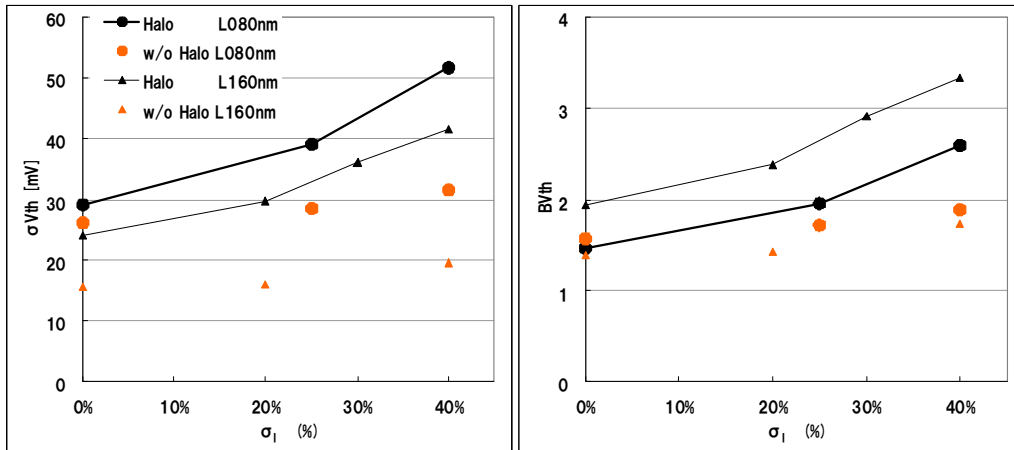 60
50
40
30
20
10
0
σVth [mV]
Halo L080nm
w/o Halo L080nm
Halo L160nm
w/o Halo L160nm
0% 10% 20% 30% 40%
σI (%)
4
3
2
1
0
BVth
0% 10% 20% 30% 40%
σI (%)